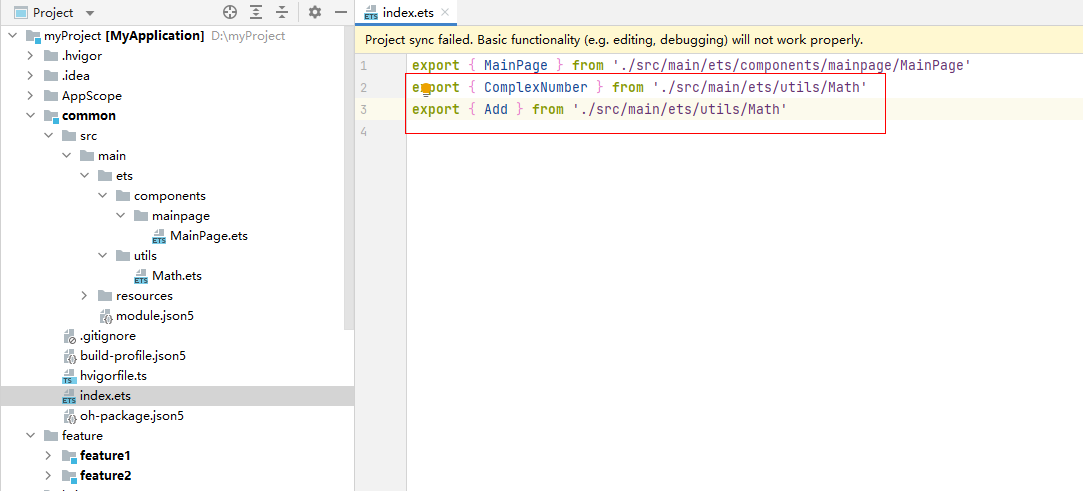 Project
index.ets
myProject [MyApplication] D:\myProject
Project sync failed. Basic functionality (e.g. editing, debugging) will not work properly.
.hvigor
.idea
AppScope
common
src
main
ets
components
mainpage
ETS MainPage.ets
utils
ETS Math.ets
resources
module.json5
.gitignore
build-profile.json5
TS hvigorfile.ts
ETS index.ets
oh-package.json5
feature
feature1
feature2
1 export { MainPage } from './src/main/ets/components/mainpage/MainPage'
2 export { ComplexNumber } from './src/main/ets/utils/Math'
3 export { Add } from './src/main/ets/utils/Math'
4